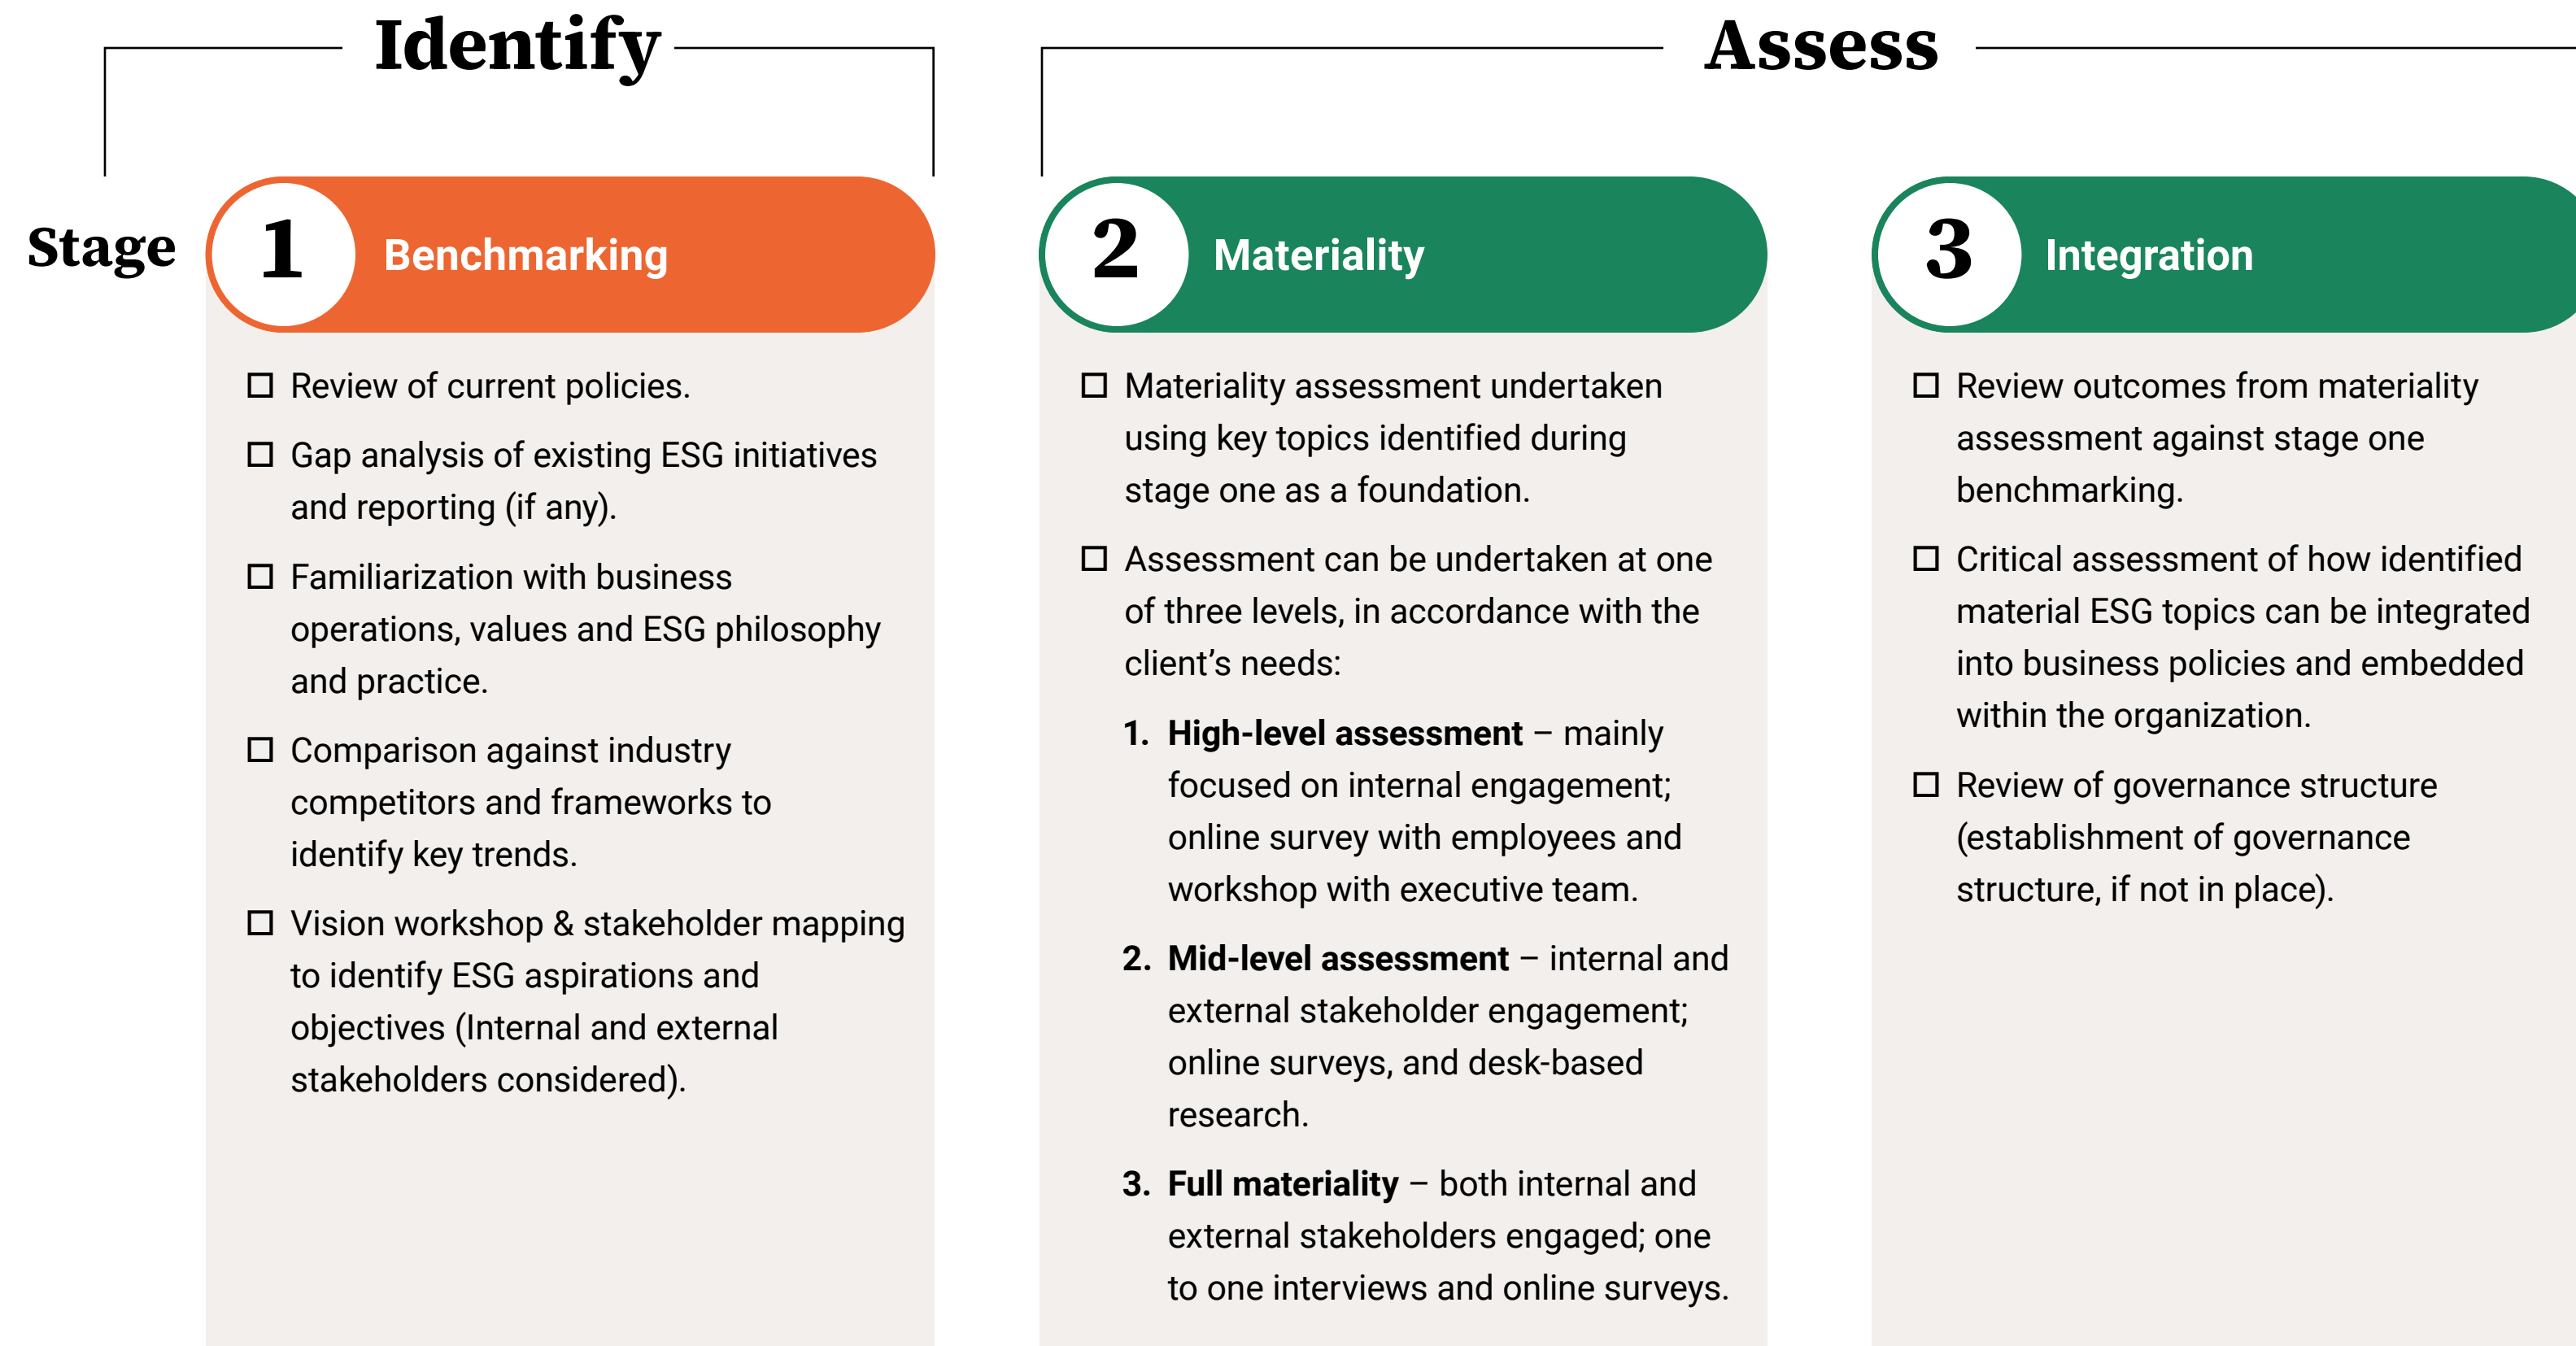 Identify
Assess
Stage
1 Benchmarking
Review of current policies.
Gap analysis of existing ESG initiatives
and reporting (if any).
Familiarization with business
operations, values and ESG philosophy
and practice.
Comparison against industry
competitors and frameworks to
identify key trends.
Vision workshop & stakeholder mapping
to identify ESG aspirations and
objectives (Internal and external
stakeholders considered).
2 Materiality
Materiality assessment undertaken
using key topics identified during
stage one as a foundation.
Assessment can be undertaken at one
of three levels, in accordance with the
client’s needs:
1. High-level assessment – mainly
focused on internal engagement;
online survey with employees and
workshop with executive team.
2. Mid-level assessment – internal and
external stakeholder engagement;
online surveys, and desk-based
research.
3. Full materiality – both internal and
external stakeholders engaged; one
to one interviews and online surveys.
3 Integration
Review outcomes from materiality
assessment against stage one
benchmarking.
Critical assessment of how identified
material ESG topics can be integrated
into business policies and embedded
within the organization.
Review of governance structure
(establishment of governance
structure, if not in place).